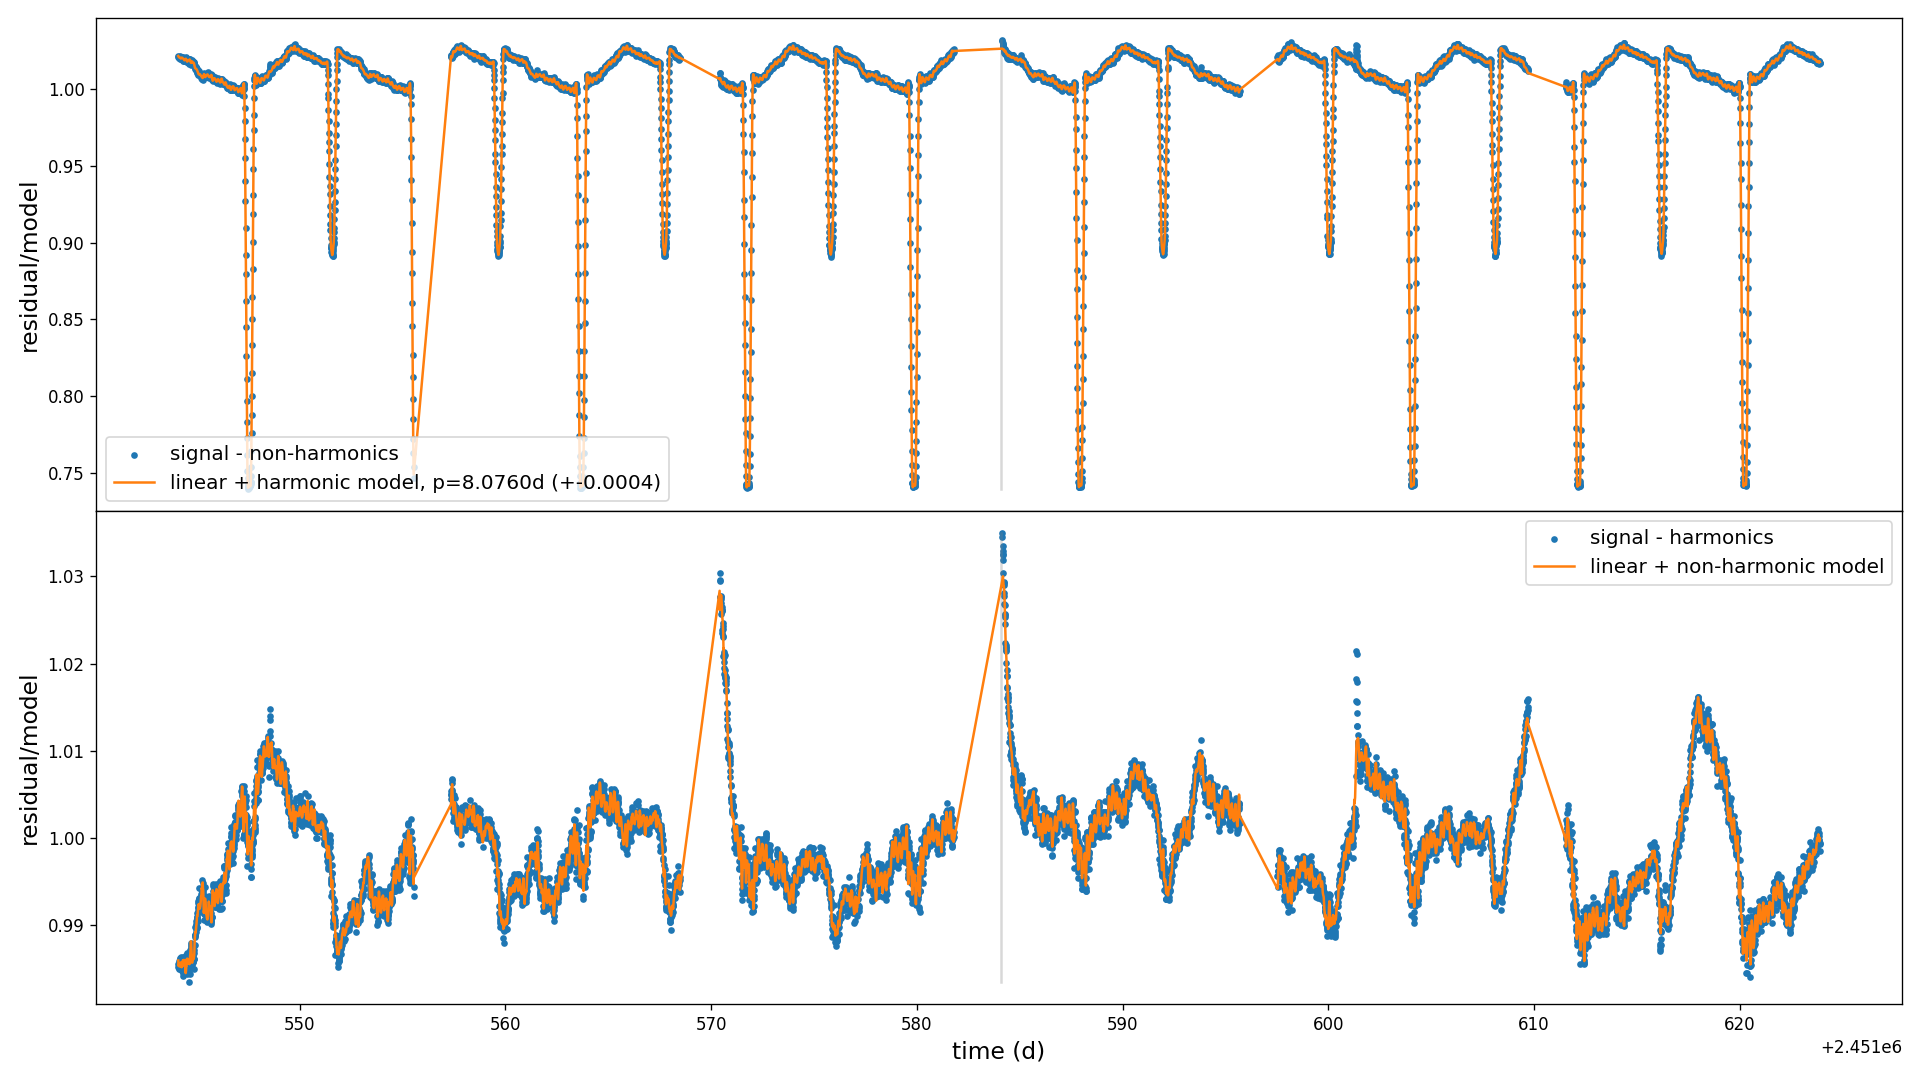 residual/model
1.00
0.95
0.90
0.85
0.80
0.75
signal - non-harmonics
linear + harmonic model, p=8.0760d (+-0.0004)
residual/model
1.03
1.02
1.01
1.00
0.99
signal - harmonics
linear + non-harmonic model
550 560 570 580 590 600 610 620
time (d)
+2.451e6